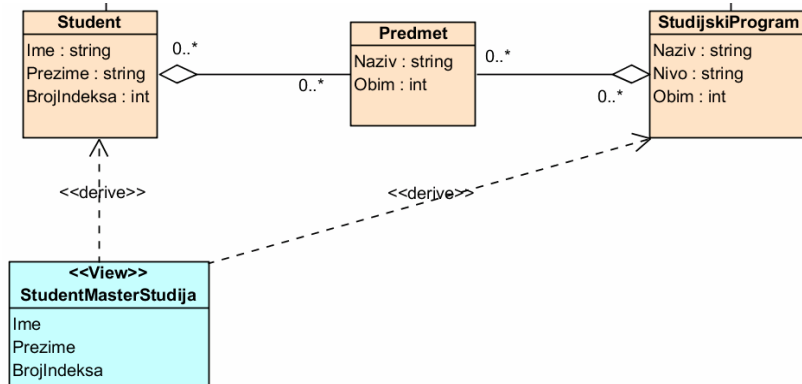 Student
Ime : string
Prezime : string
BrojIndeksa : int
0..*
0..*
Predmet
Naziv : string
Obim : int
0..*
0..*
StudijskiProgram
Naziv : string
Nivo : string
Obim : int
<<derive>>
<<derive>>
<<View>>
StudentMasterStudija
Ime
Prezime
BrojIndeksa